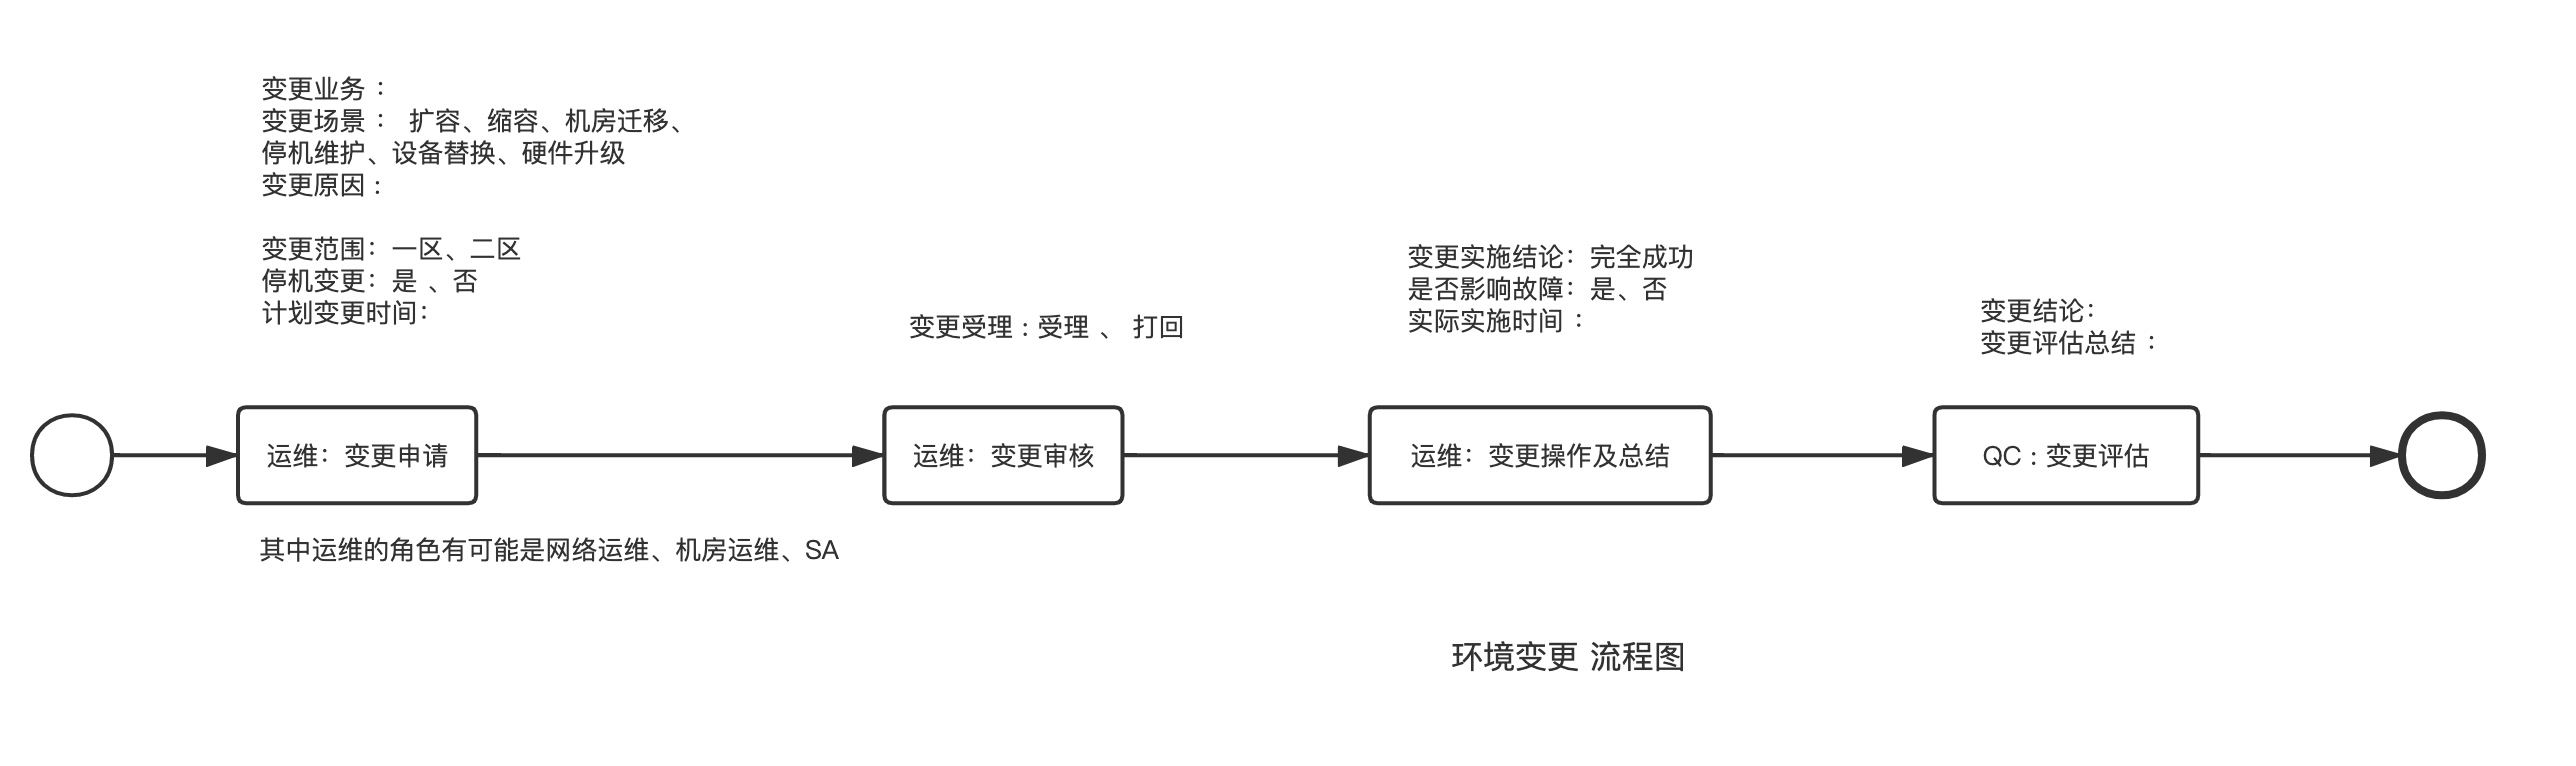 变更业务 :
变更场景 :  扩容、缩容、机房迁移、
停机维护、设备替换、硬件升级
变更原因 :
变更范围：一区、二区
停机变更：是 、否
计划变更时间：
变更受理 : 受理 、 打回
变更实施结论：完全成功
是否影响故障：是、否
实际实施时间 :
变更结论：
变更评估总结 :
运维：变更申请
运维：变更审核
运维：变更操作及总结
QC : 变更评估
其中运维的角色有可能是网络运维、机房运维、SA
环境变更 流程图